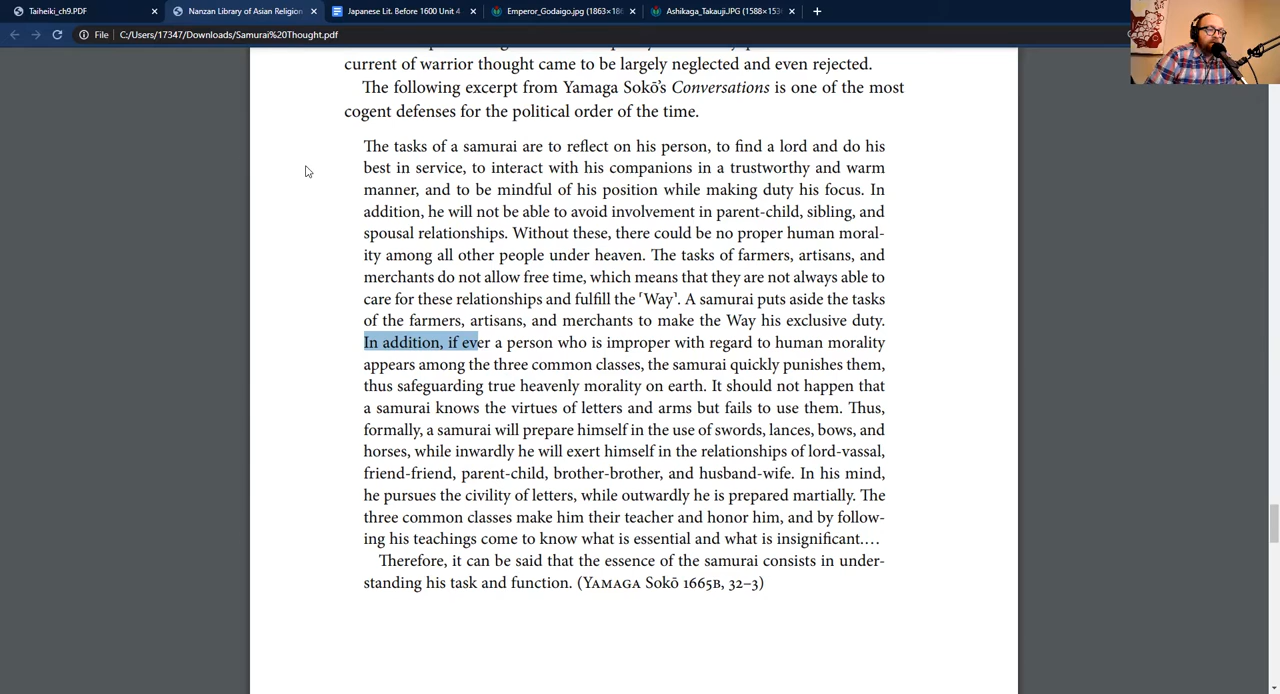 Taiheiki_ch9.PDF
Nanzan Library of Asian Religion
Japanese Lit. Before 1600 Unit 4
Emperor_Godaigo.jpg (1863×186
Ashikaga_Takauji.JPG (1588×153
File
C:/Users/17347/Downloads/Samurai%20Thought.pdf
current of warrior thought came to be largely neglected and even rejected.
The following excerpt from Yamaga Sokō's Conversations is one of the most
cogent defenses for the political order of the time.
The tasks of a samurai are to reflect on his person, to find a lord and do his
best in service, to interact with his companions in a trustworthy and warm
manner, and to be mindful of his position while making duty his focus. In
addition, he will not be able to avoid involvement in parent-child, sibling, and
spousal relationships. Without these, there could be no proper human moral-
ity among all other people under heaven. The tasks of farmers, artisans, and
merchants do not allow free time, which means that they are not always able to
care for these relationships and fulfill the ⌜Way⌝. A samurai puts aside the tasks
of the farmers, artisans, and merchants to make the Way his exclusive duty.
In addition, if ever a person who is improper with regard to human morality
appears among the three common classes, the samurai quickly punishes them,
thus safeguarding true heavenly morality on earth. It should not happen that
a samurai knows the virtues of letters and arms but fails to use them. Thus,
formally, a samurai will prepare himself in the use of swords, lances, bows, and
horses, while inwardly he will exert himself in the relationships of lord-vassal,
friend-friend, parent-child, brother-brother, and husband-wife. In his mind,
he pursues the civility of letters, while outwardly he is prepared martially. The
three common classes make him their teacher and honor him, and by follow-
ing his teachings come to know what is essential and what is insignificant….
Therefore, it can be said that the essence of the samurai consists in under-
standing his task and function. (Yamaga Sokō 1665b, 32–3)